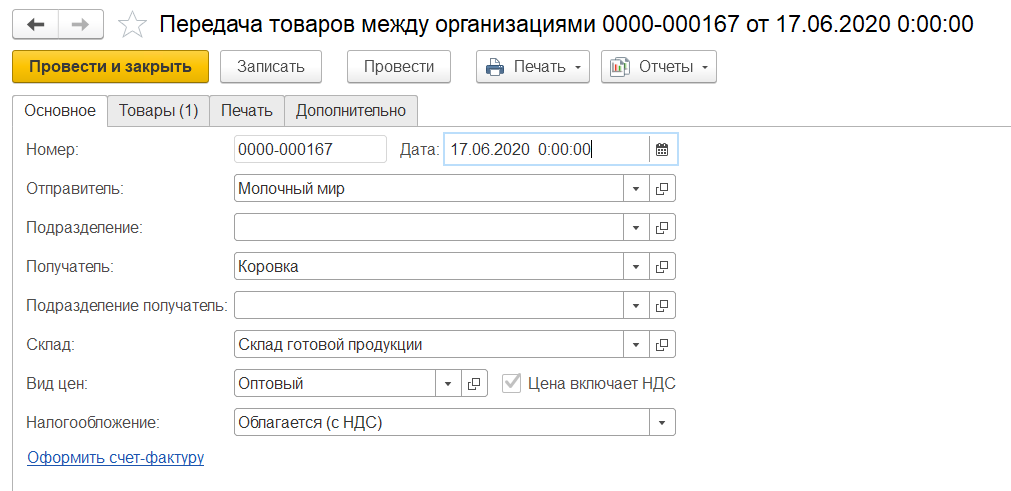 Передача товаров между организациями 0000-000167 от 17.06.2020 0:00:00
Провести и закрыть Записать Провести Печать Отчеты
Основное Товары (1) Печать Дополнительно
Номер: 0000-000167 Дата: 17.06.2020 0:00:00
Отправитель: Молочный мир
Подразделение:
Получатель: Коровка
Подразделение получатель:
Склад: Склад готовой продукции
Вид цен: Оптовый Цена включает НДС
Налогообложение: Облагается (с НДС)
Оформить счет-фактуру